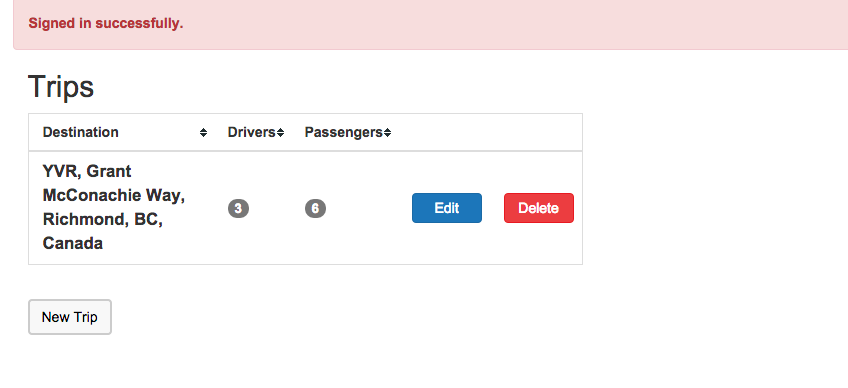 Signed in successfully.
Trips
Destination Drivers Passengers
YVR, Grant
McConachie Way,
Richmond, BC,
Canada
3 6 Edit Delete
New Trip